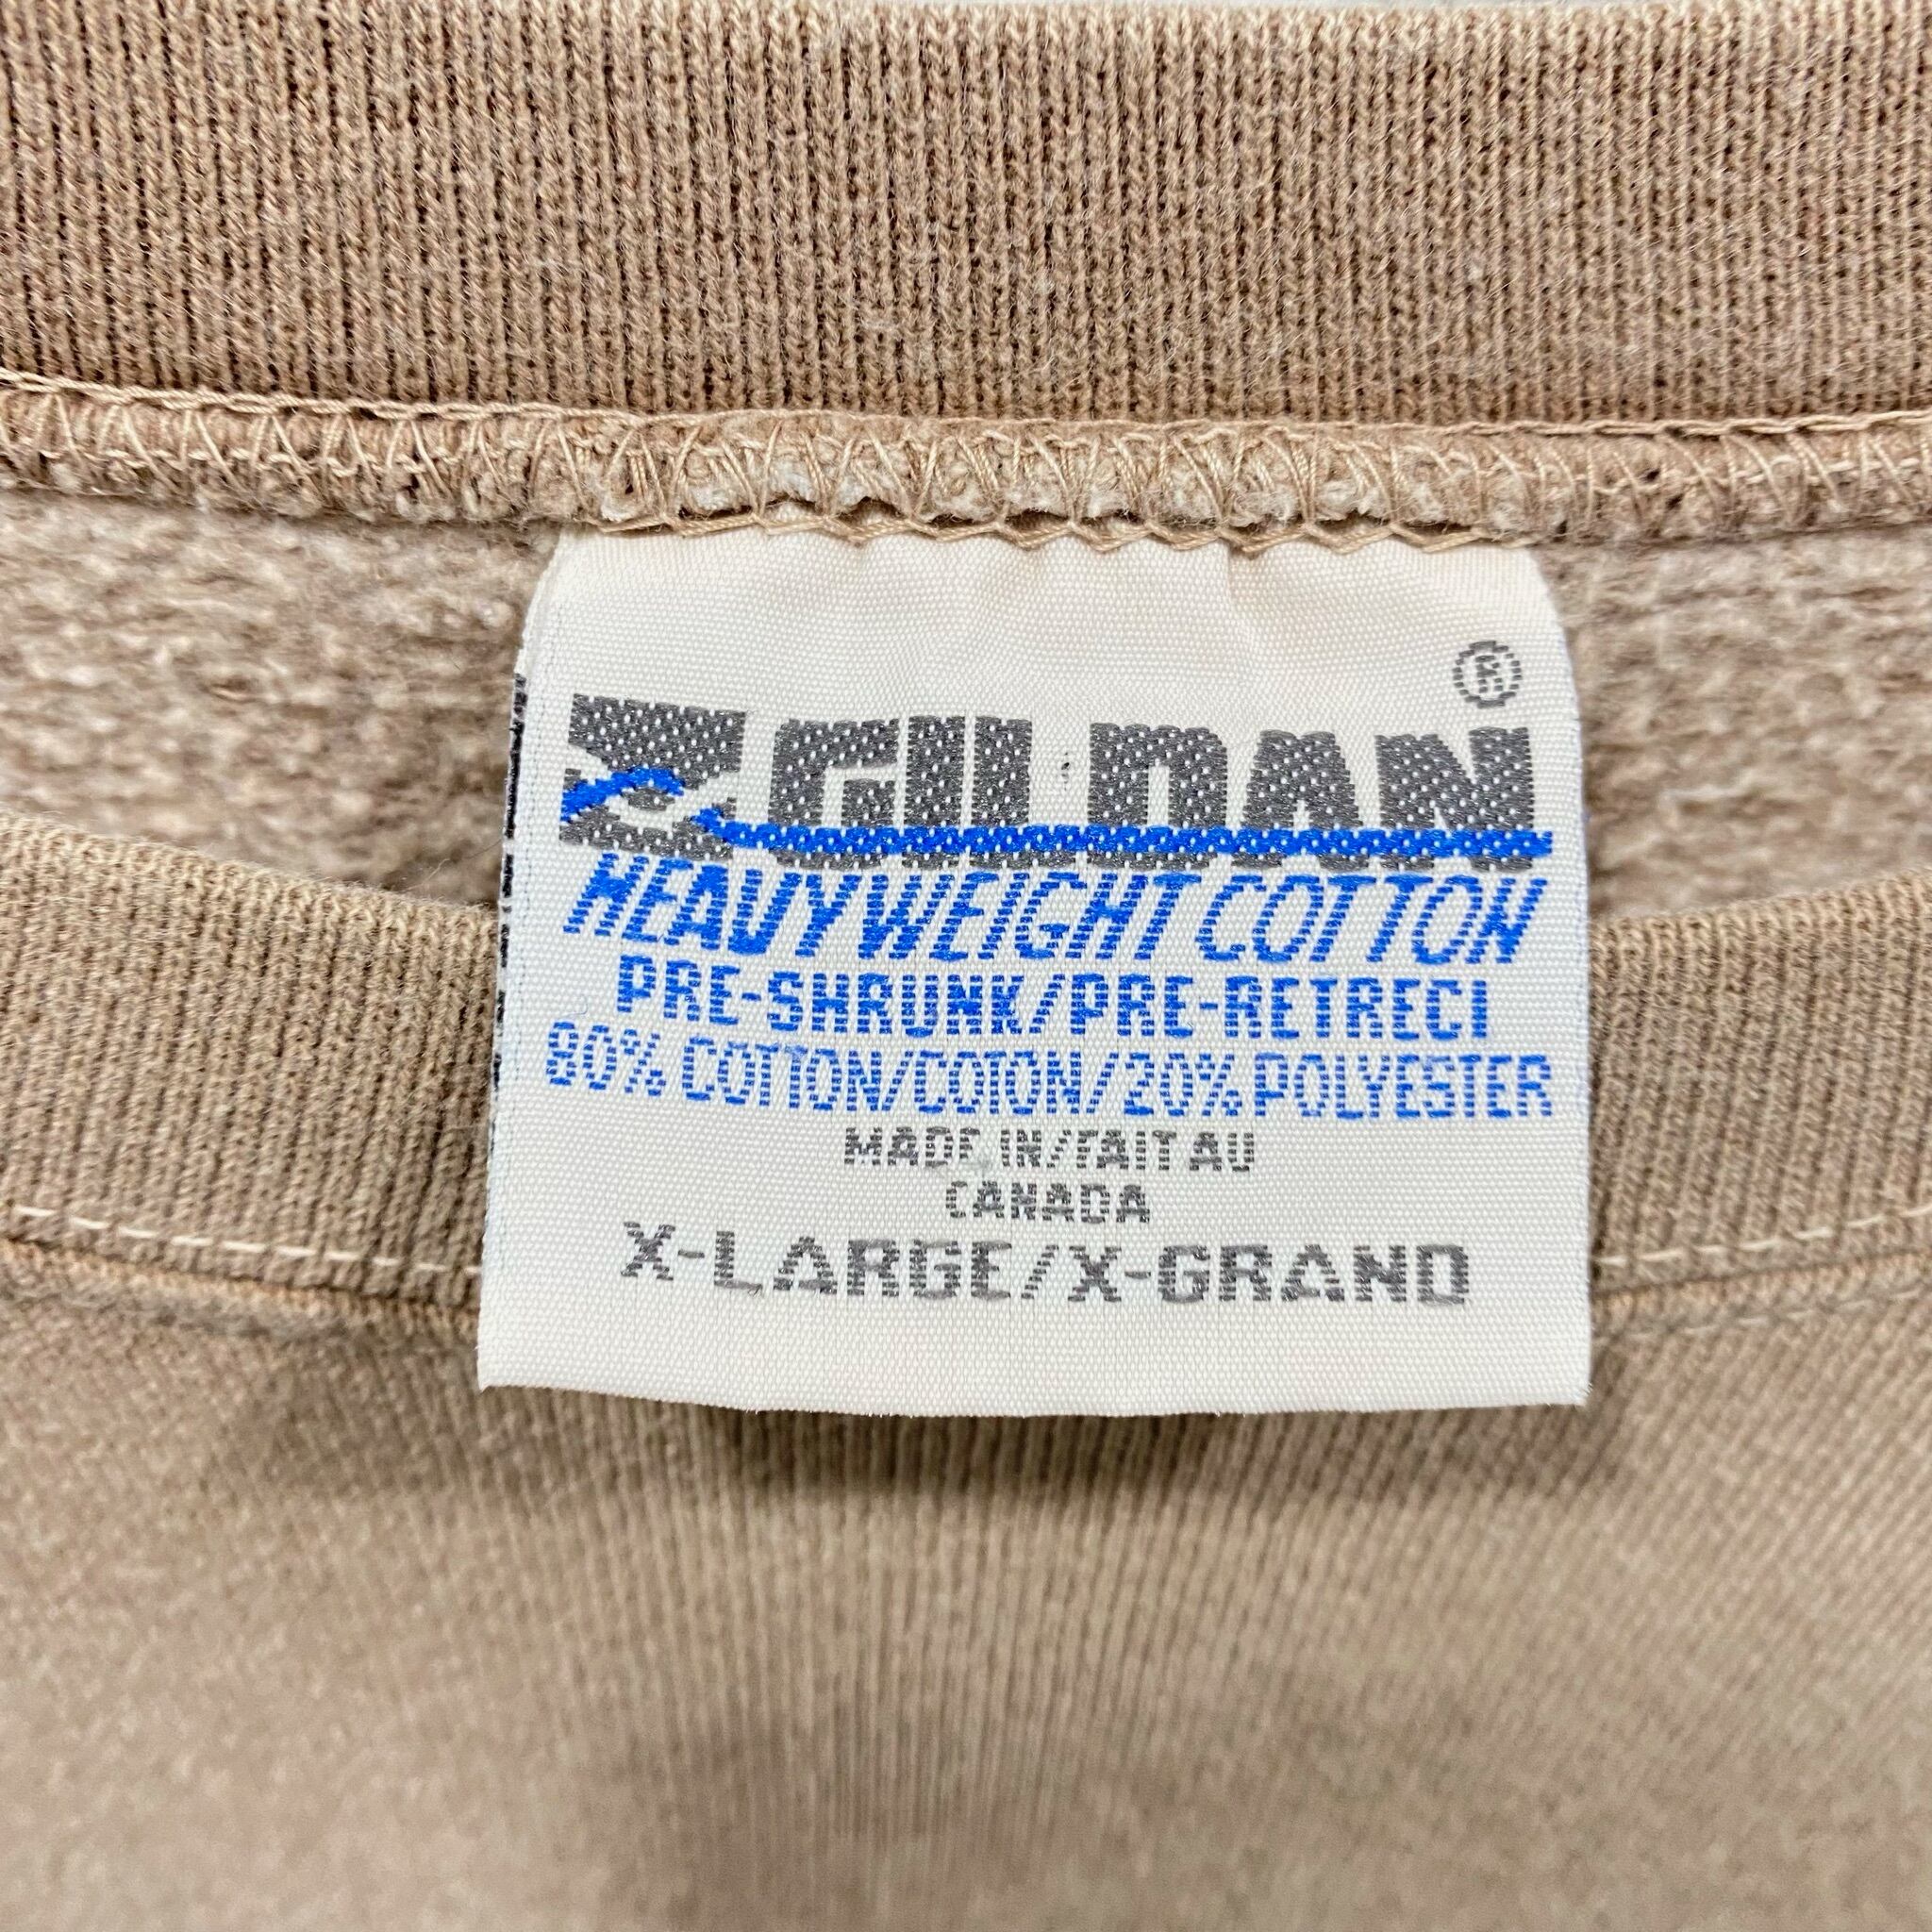 ®
GILDAN
HEAVYWEIGHT COTTON
PRE-SHRUNK/PRE-RETRECI
80% COTTON/COTON/20% POLYESTER
MADE IN/FAIT AU
CANADA
X-LARGE/X-GRAND